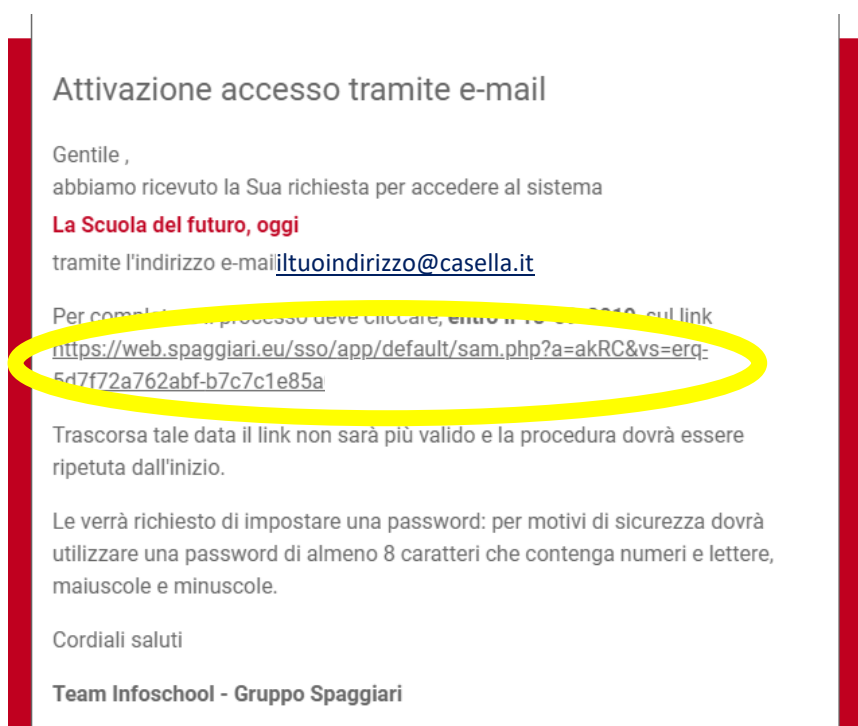 Attivazione accesso tramite e-mail
Gentile ,
abbiamo ricevuto la Sua richiesta per accedere al sistema
La Scuola del futuro, oggi
tramite l'indirizzo e-mail iltuoindirizzo@casella.it
Per processo deve cliccare, entro il sul link
https://web.spaggiari.eu/sso/app/default/sam.php?a=akRC&vs=erq-
5d7f72a762abf-b7c7c1e85a
Trascorsa tale data il link non sarà più valido e la procedura dovrà essere
ripetuta dall'inizio.
Le verrà richiesto di impostare una password: per motivi di sicurezza dovrà
utilizzare una password di almeno 8 caratteri che contenga numeri e lettere,
maiuscole e minuscole.
Cordiali saluti
Team Infoschool - Gruppo Spaggiari